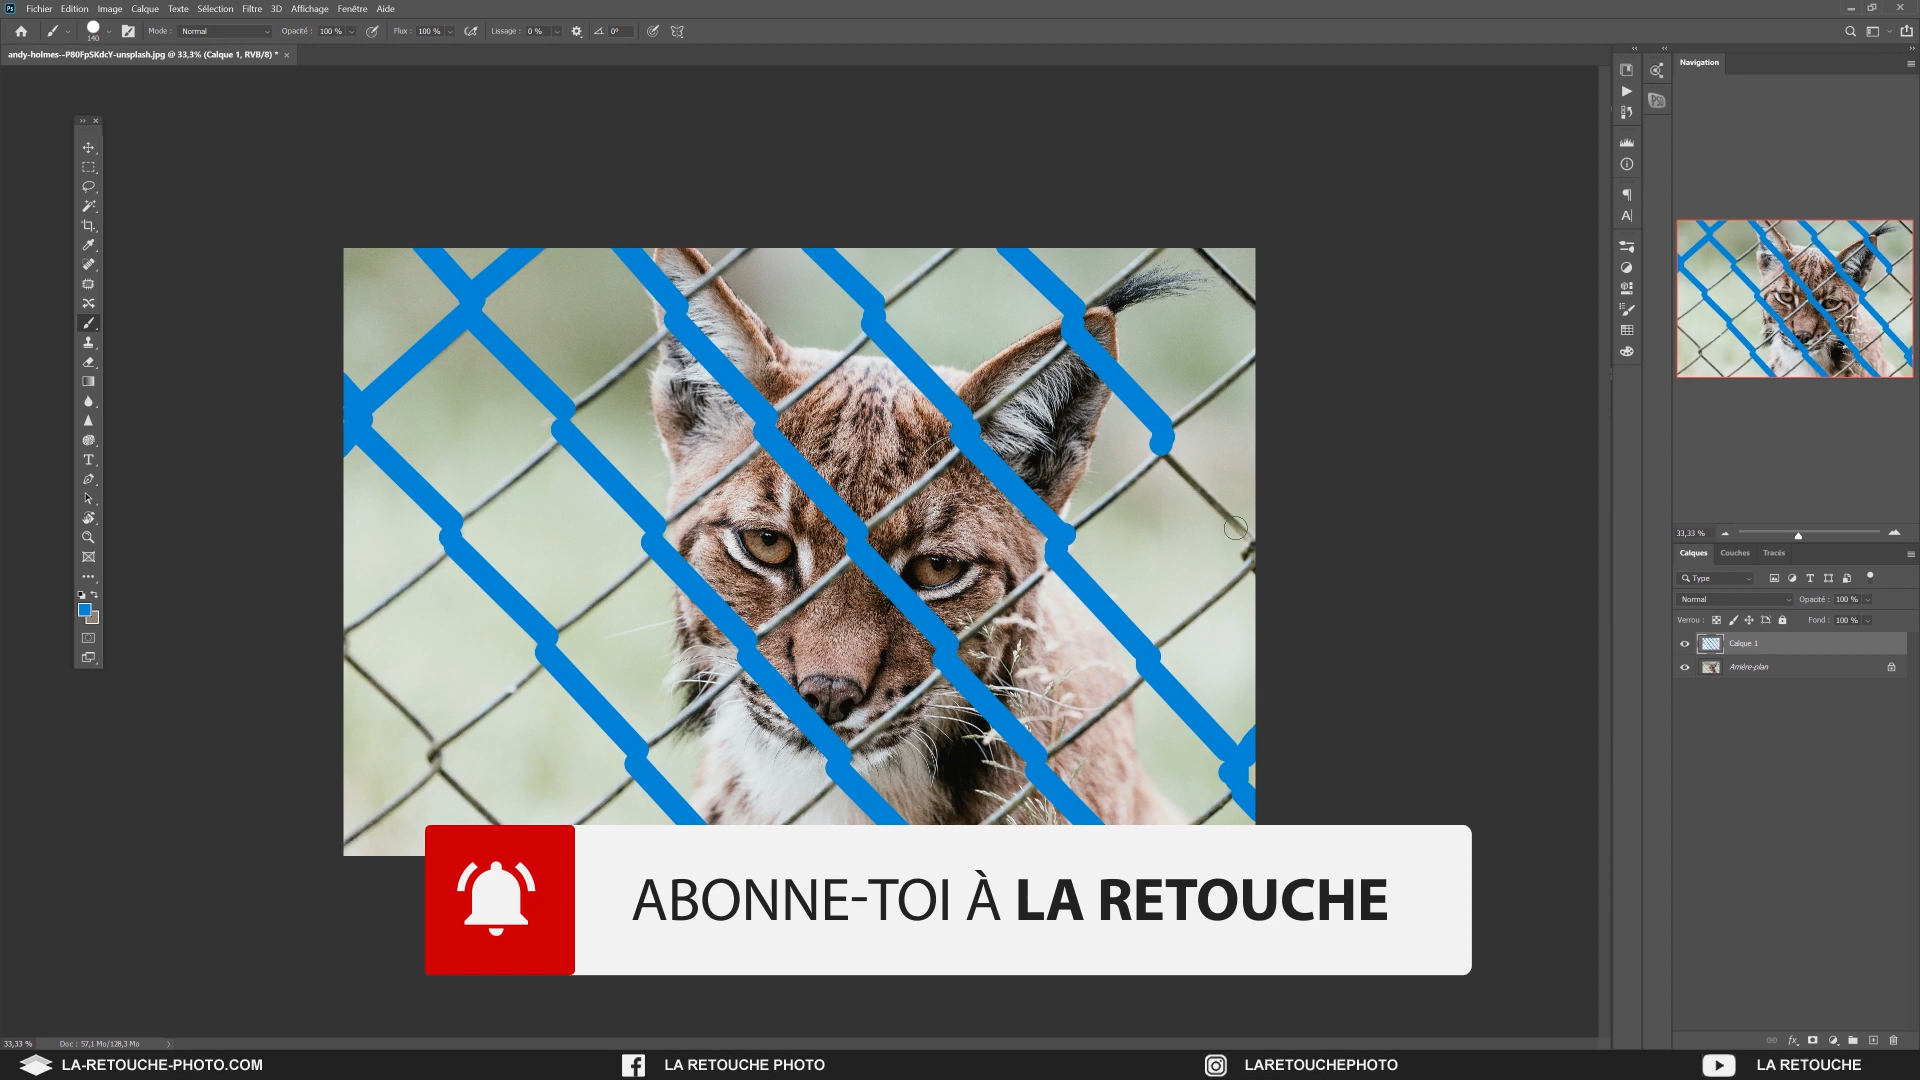 Ps Fichier Edition Image Calque Texte Sélection Filtre 3D Affichage Fenêtre Aide
140 Mode : Normal Opacité : 100 % Flux : 100 % Lissage : 0 % 0°
andy-holmes--P80FpSKdcY-unsplash.jpg @ 33,3% (Calque 1, RVB/8) *
Navigation
33,33 %
Calques Couches Tracés
Type
Normal Opacité : 100 %
Verrou : Fond : 100 %
Calque 1
Arrière-plan
fx
ABONNE-TOI À LA RETOUCHE
33,33 % Doc : 57,1 Mo/128,3 Mo
LA-RETOUCHE-PHOTO.COM LA RETOUCHE PHOTO LARETOUCHEPHOTO LA RETOUCHE